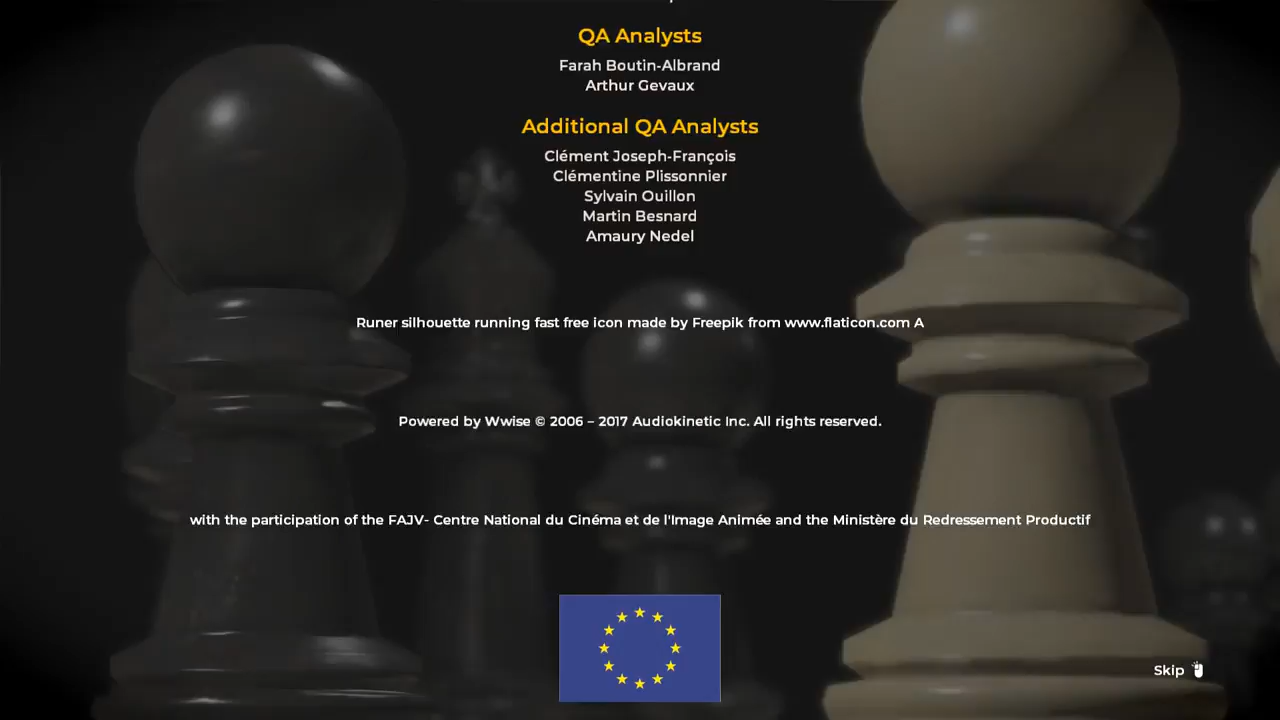 QA Analysts
Farah Boutin-Albrand
Arthur Gevaux
Additional QA Analysts
Clément Joseph-François
Clémentine Plissonnier
Sylvain Ouillon
Martin Besnard
Amaury Nedel
Runer silhouette running fast free icon made by Freepik from www.flaticon.com A
Powered by Wwise © 2006 – 2017 Audiokinetic Inc. All rights reserved.
with the participation of the FAJV- Centre National du Cinéma et de l'Image Animée and the Ministère du Redressement Productif
Skip